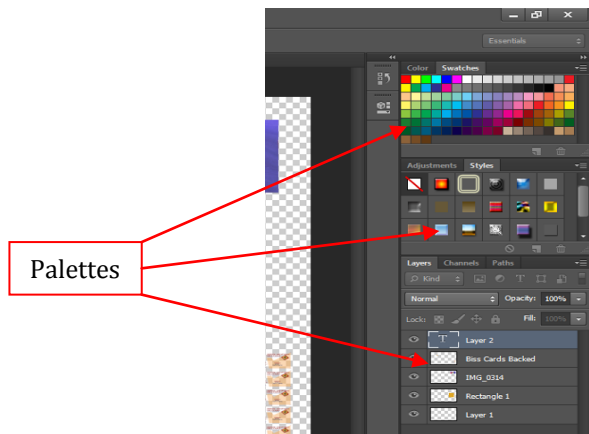 Essentials
Color Swatches
Adjustments Styles
Palettes
Layers Channels Paths
Kind
Normal Opacity: 100%
Lock: Fill: 100%
T Layer 2
Biss Cards Backed
IMG_0314
Rectangle 1
Layer 1